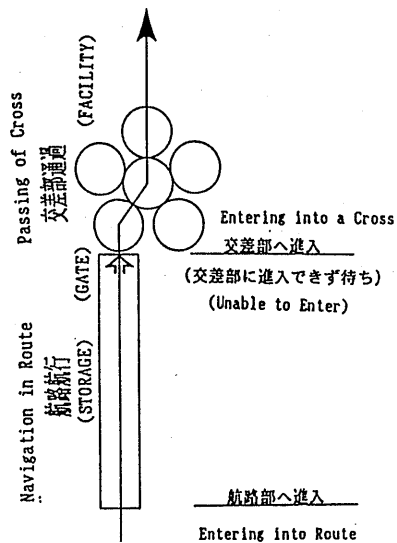 Passing of Cross
交差部通過
(FACILITY)
Entering into a Cross
交差部へ進入
(交差部に進入できず待ち)
(Unable to Enter)
(GATE)
Navigation in Route
航路航行
(STORAGE)
航路部へ進入
Entering into Route